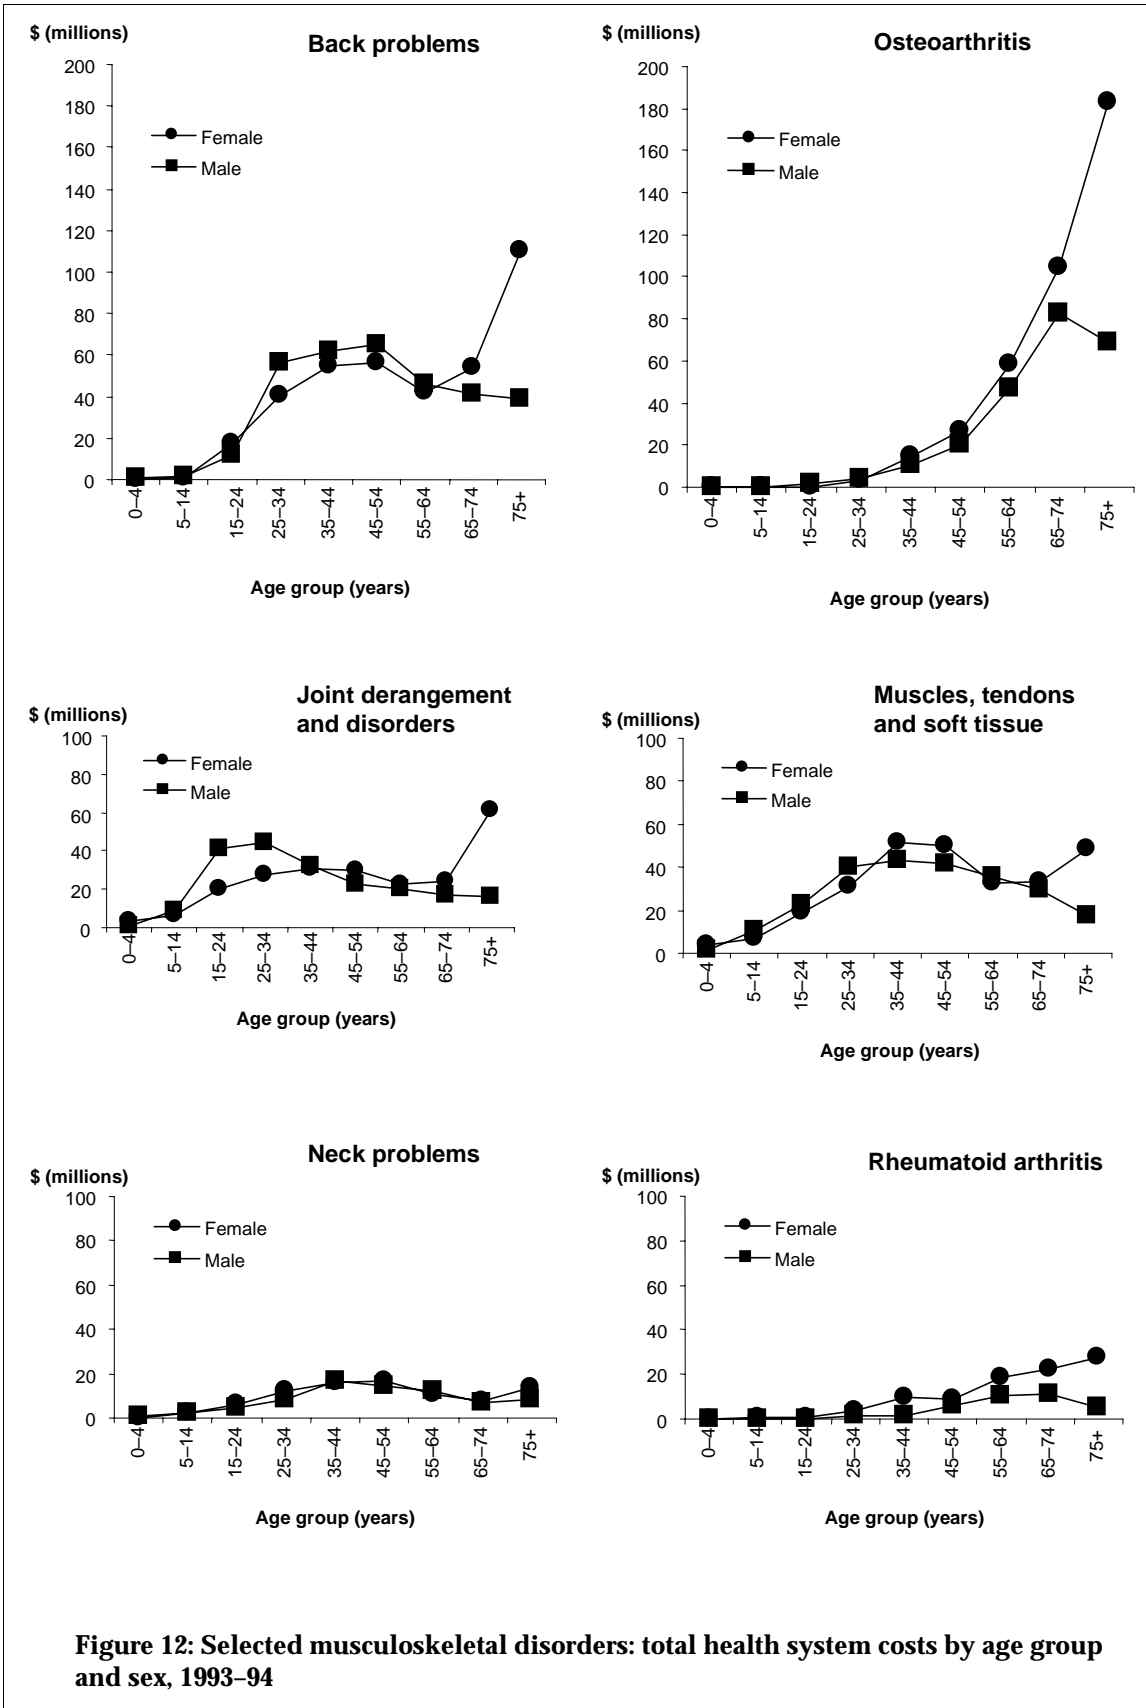 $ (millions)
Back problems
200
180
160
140
120
100
80
60
40
20
0
Female
Male
0–4
5–14
15–24
25–34
35–44
45–54
55–64
65–74
75+
Age group (years)
$ (millions)
Osteoarthritis
200
180
160
140
120
100
80
60
40
20
0
Female
Male
0–4
5–14
15–24
25–34
35–44
45–54
55–64
65–74
75+
Age group (years)
Joint derangement
and disorders
$ (millions)
100
80
60
40
20
0
Female
Male
0–4
5–14
15–24
25–34
35–44
45–54
55–64
65–74
75+
Age group (years)
Muscles, tendons
and soft tissue
$ (millions)
100
80
60
40
20
0
Female
Male
0–4
5–14
15–24
25–34
35–44
45–54
55–64
65–74
75+
Age group (years)
Neck problems
$ (millions)
100
80
60
40
20
0
Female
Male
0–4
5–14
15–24
25–34
35–44
45–54
55–64
65–74
75+
Age group (years)
Rheumatoid arthritis
$ (millions)
100
80
60
40
20
0
Female
Male
0–4
5–14
15–24
25–34
35–44
45–54
55–64
65–74
75+
Age group (years)
Figure 12: Selected musculoskeletal disorders: total health system costs by age group
and sex, 1993–94